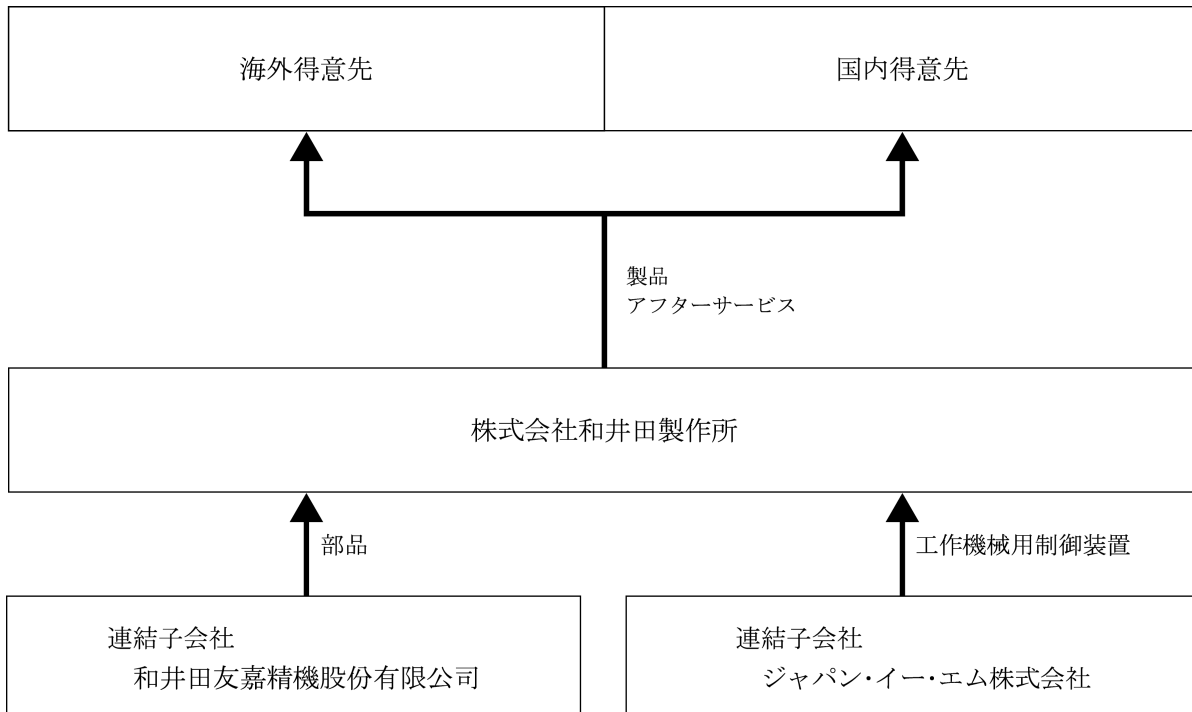 海外得意先
国内得意先
製品
アフターサービス
株式会社和井田製作所
部品
工作機械用制御装置
連結子会社
和井田友嘉精機股份有限公司
連結子会社
ジャパン・イー・エム株式会社